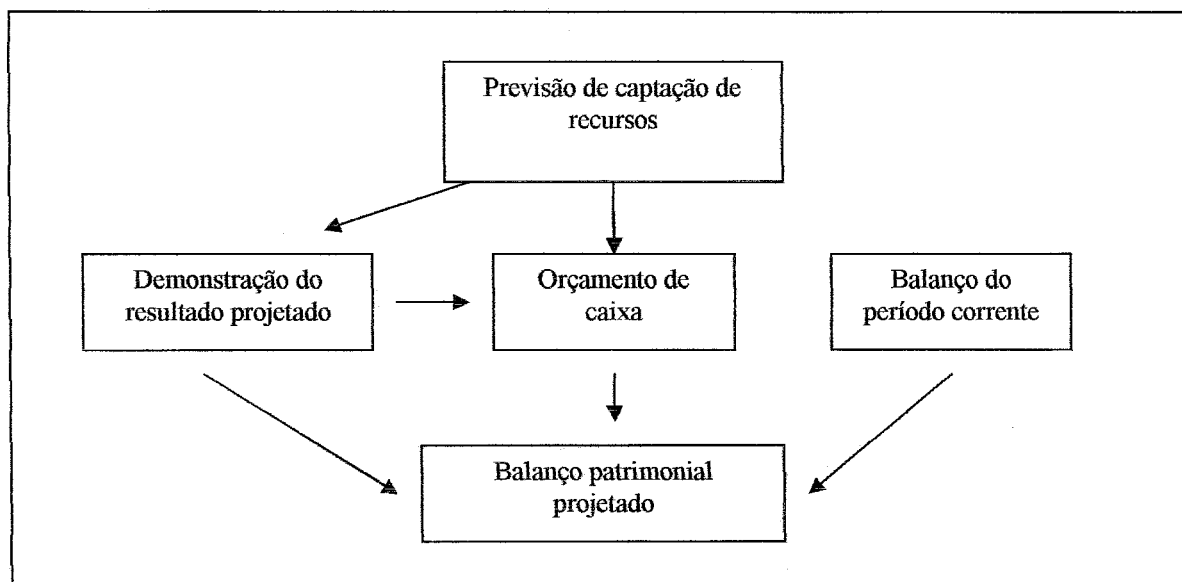 Previsão de captação de
recursos
Demonstração do
resultado projetado
Orçamento de
caixa
Balanço do
período corrente
Balanço patrimonial
projetado